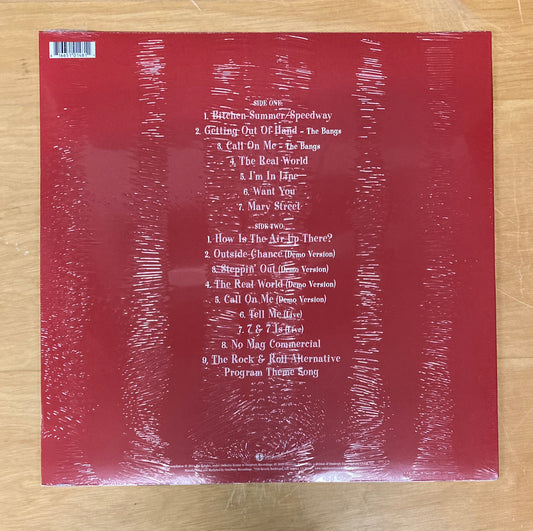 SIDE ONE:
1. Bitchen Summer/Speedway
2. Getting Out Of Hand – The Bangs
3. Call On Me – The Bangs
4. The Real World
5. I'm In Line
6. Want You
7. Mary Street
SIDE TWO:
1. How Is The Air Up There?
2. Outside Chance (Demo Version)
3. Steppin' Out (Demo Version)
4. The Real World (Demo Version)
5. Call On Me (Demo Version)
6. Tell Me (Live)
7. 7 & 7 Is (Live)
8. No Mag Commercial
9. The Rock & Roll Alternative
Program Theme Song